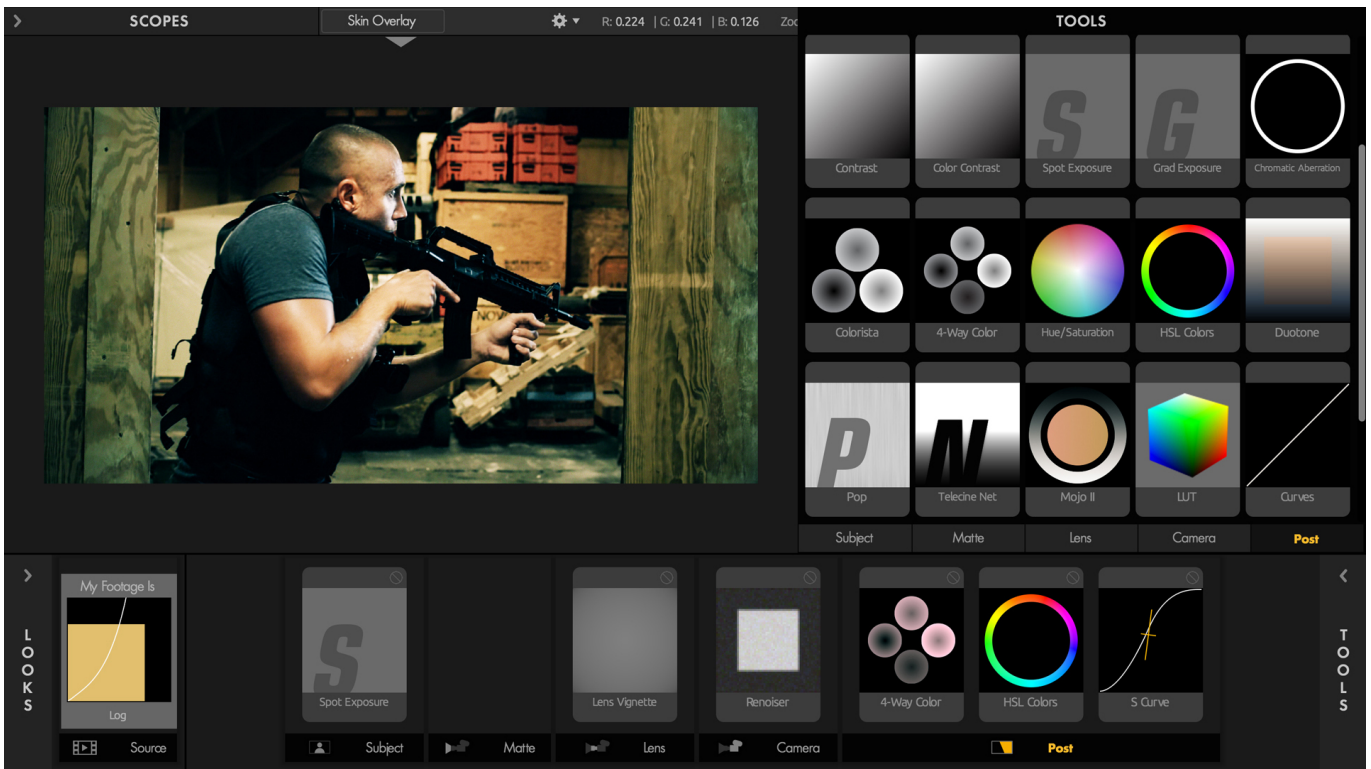 SCOPES
Skin Overlay
R: 0.224 | G: 0.241 | B: 0.126
TOOLS
Contrast
Color Contrast
S
Spot Exposure
G
Grad Exposure
Chromatic Aberration
Colorista
4-Way Color
Hue/Saturation
HSL Colors
Duotone
P
Pop
N
Telecine Net
Mojo II
LUT
Curves
Subject
Matte
Lens
Camera
Post
LOOKS
My Footage Is
Log
Source
S
Spot Exposure
Subject
Matte
Lens Vignette
Lens
Renoiser
Camera
4-Way Color
HSL Colors
S Curve
Post
TOOLS